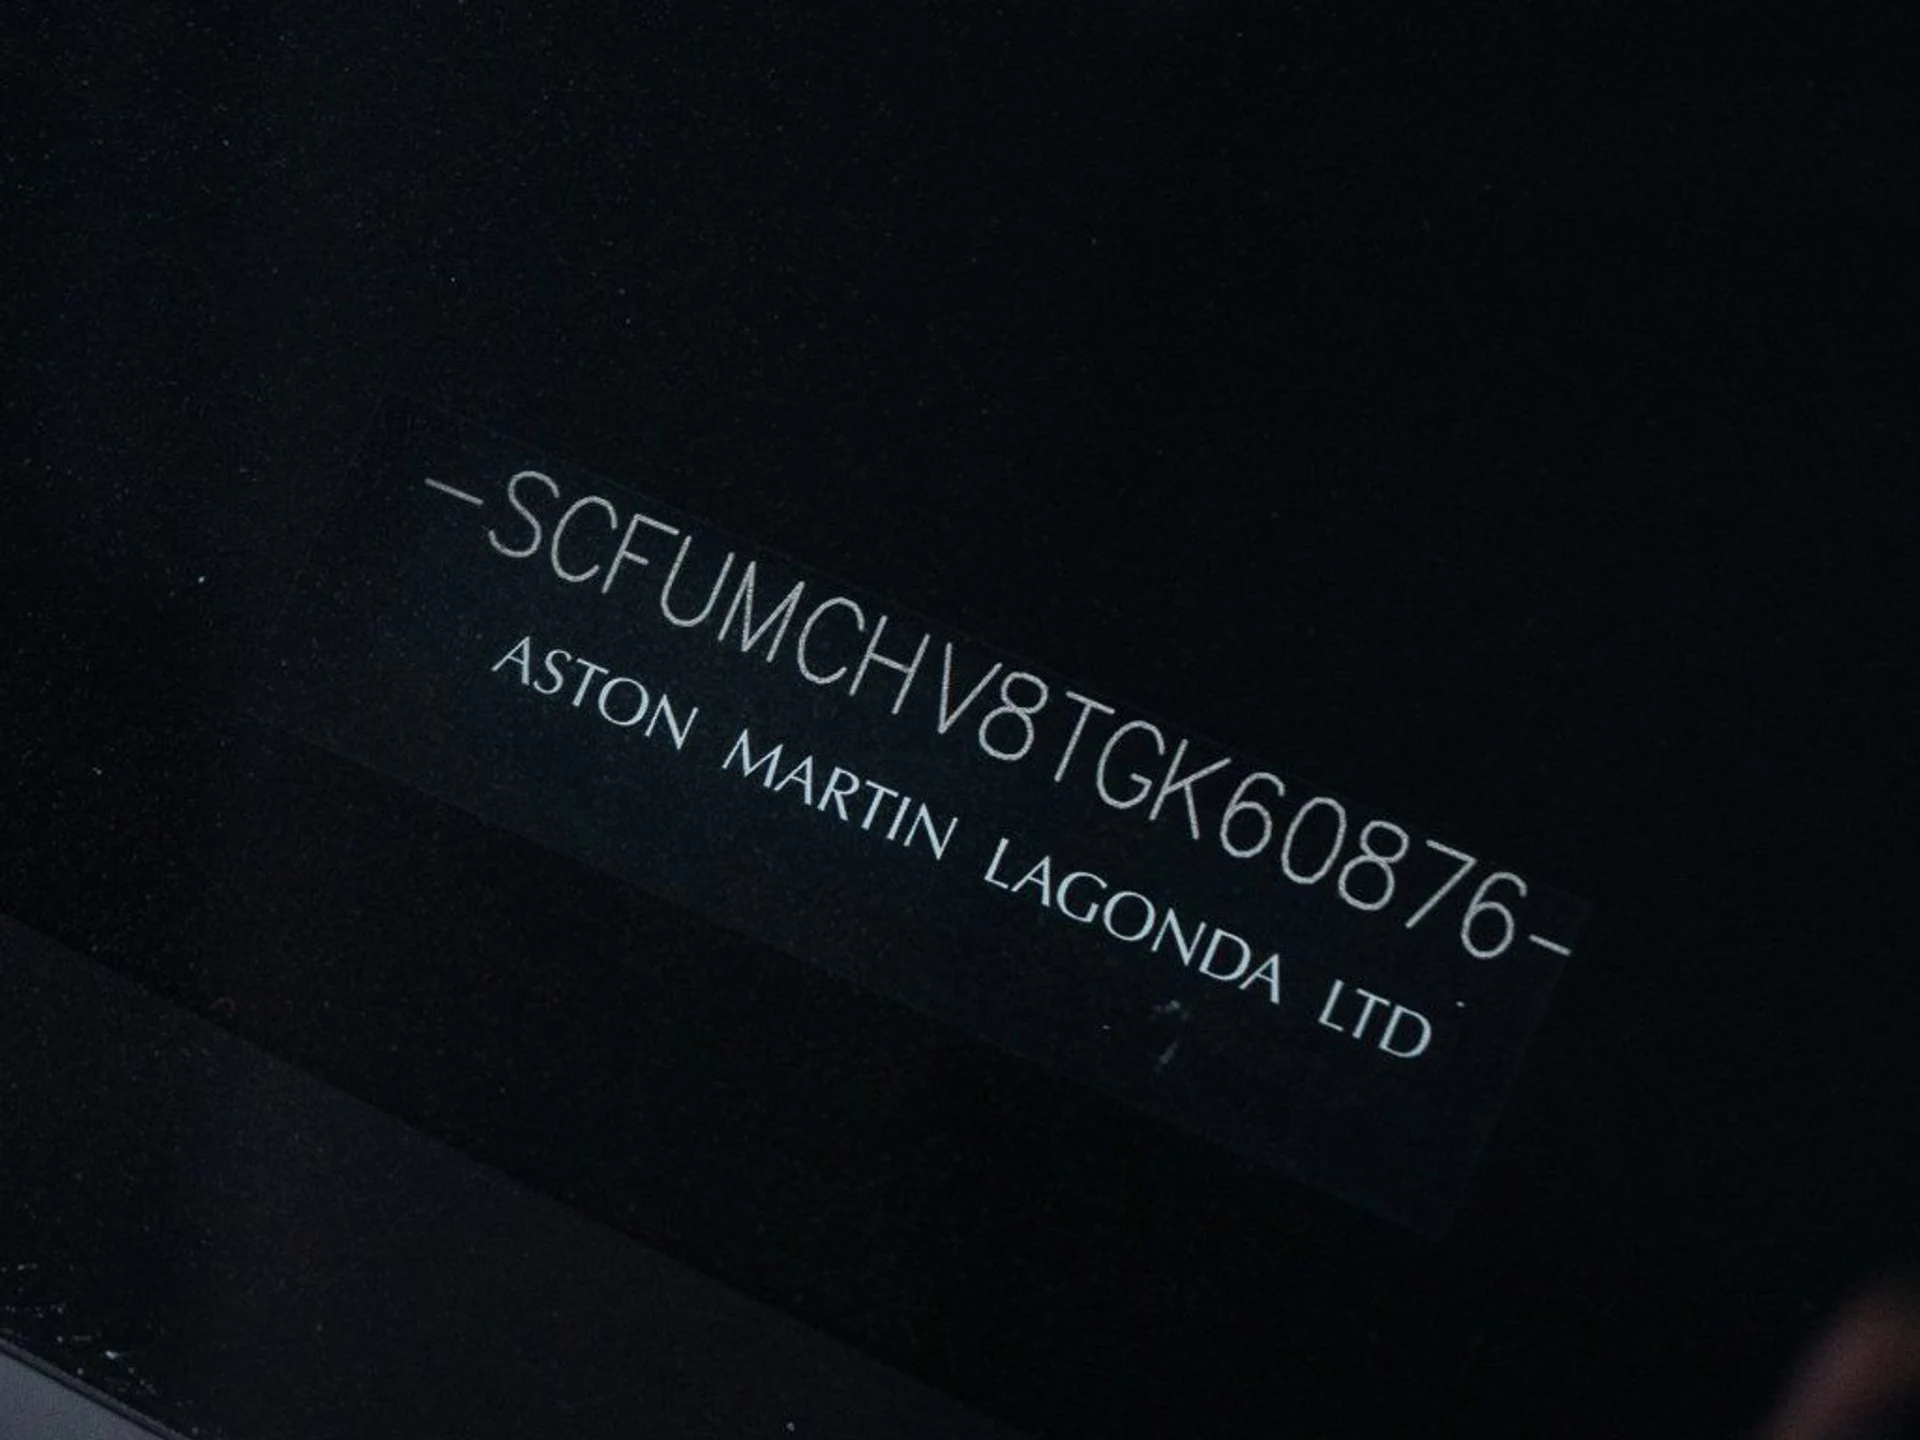 -SCFUMCHV8TGK60876-
ASTON MARTIN LAGONDA LTD